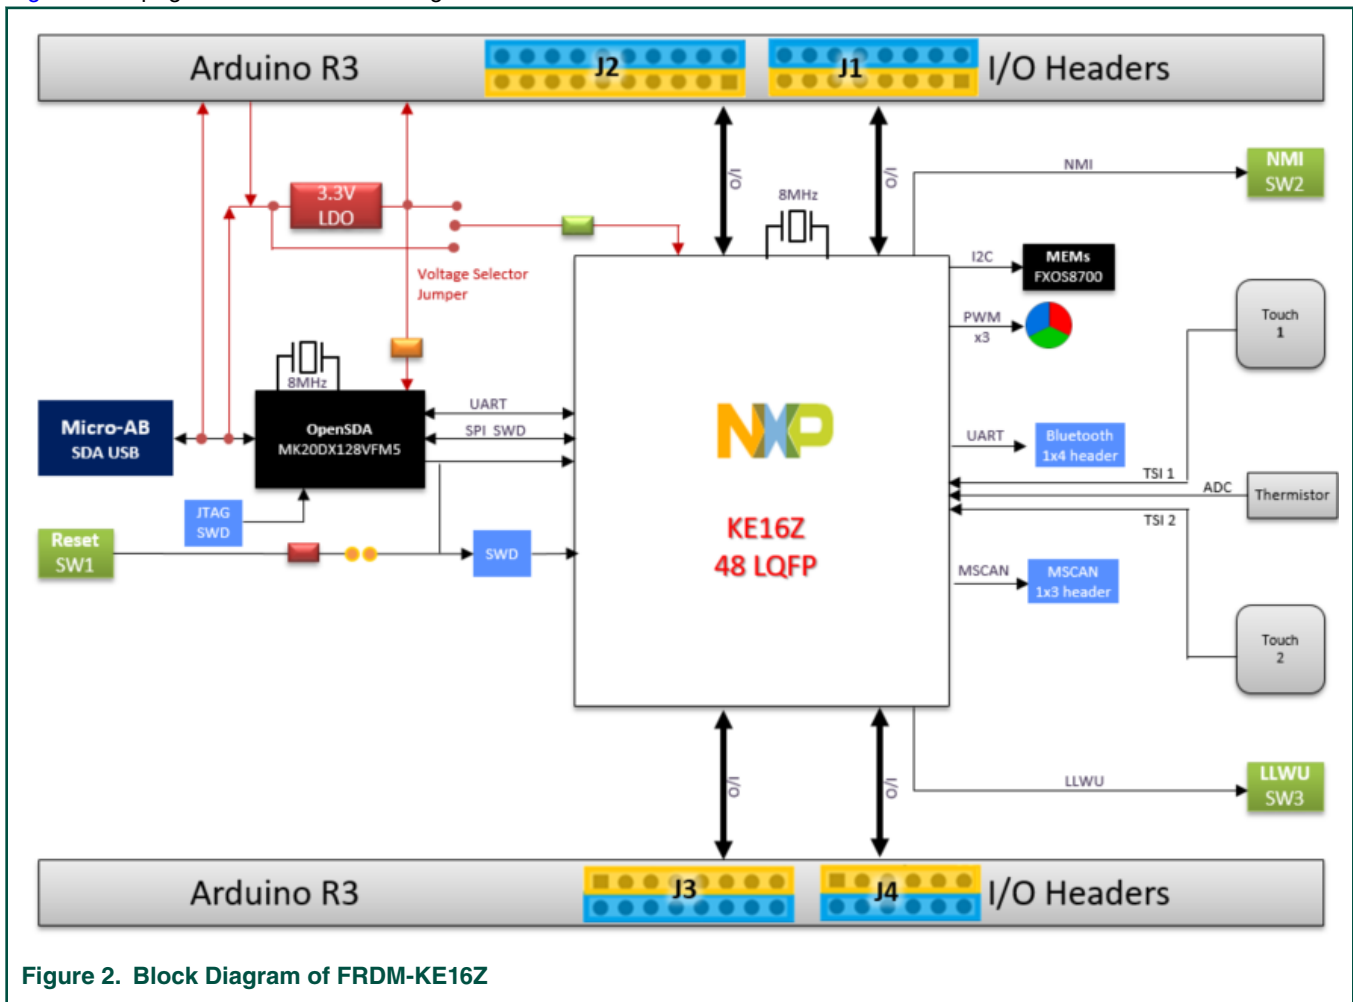 Arduino R3
J2
J1
I/O Headers
I/O
I/O
NMI
NMI
SW2
3.3V
LDO
8MHz
Voltage Selector
Jumper
I2C
MEMs
FXOS8700
PWM
x3
Touch
1
8MHz
Micro-AB
SDA USB
OpenSDA
MK20DX128VFM5
UART
SPI SWD
NXP
UART
Bluetooth
1x4 header
TSI 1
ADC
Thermistor
TSI 2
JTAG
SWD
Reset
SW1
SWD
KE16Z
48 LQFP
MSCAN
MSCAN
1x3 header
Touch
2
I/O
I/O
LLWU
LLWU
SW3
Arduino R3
J3
J4
I/O Headers
Figure 2. Block Diagram of FRDM-KE16Z